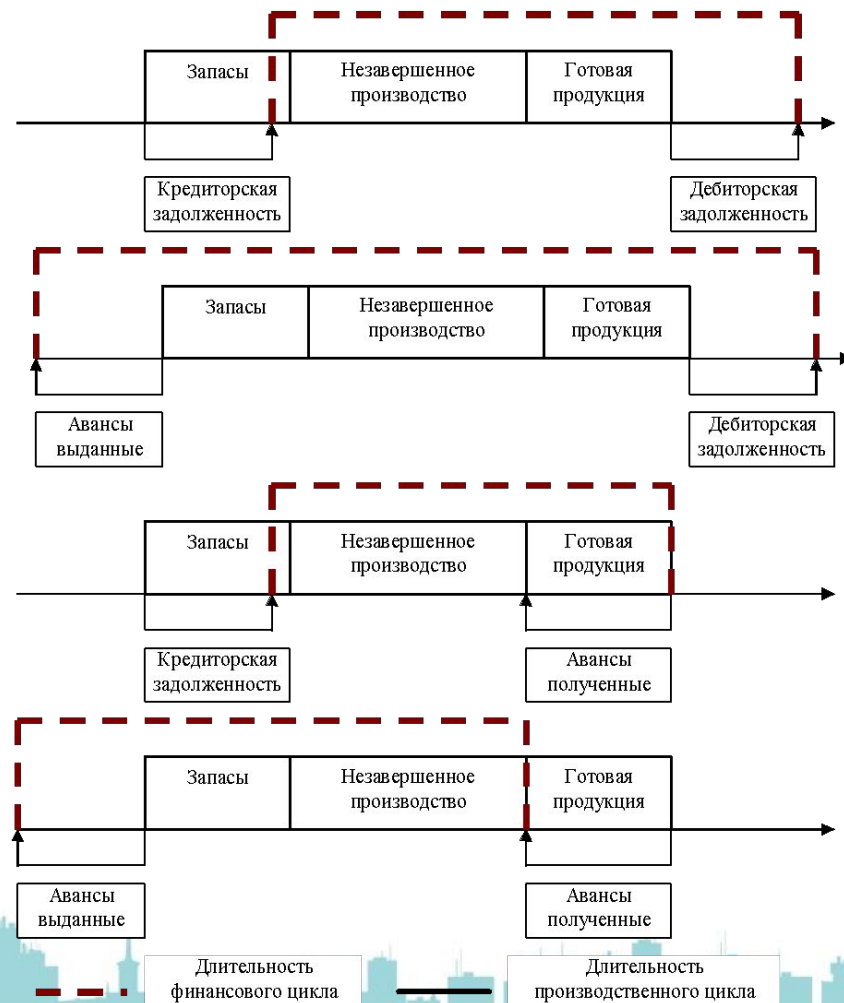 Запасы
Незавершенное
производство
Готовая
продукция
Кредиторская
задолженность
Дебиторская
задолженность
Запасы
Незавершенное
производство
Готовая
продукция
Авансы
выданные
Дебиторская
задолженность
Запасы
Незавершенное
производство
Готовая
продукция
Кредиторская
задолженность
Авансы
полученные
Запасы
Незавершенное
производство
Готовая
продукция
Авансы
выданные
Авансы
полученные
Длительность
финансового цикла
Длительность
производственного цикла